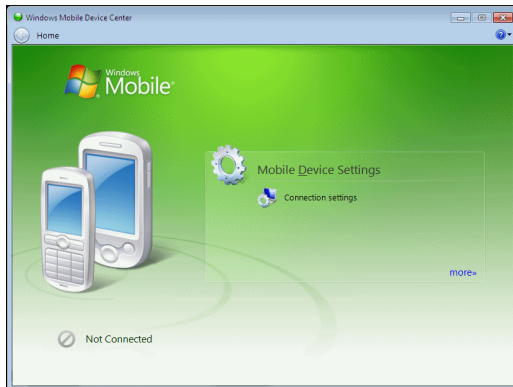 Windows Mobile Device Center
Home
Windows
Mobile®
Mobile Device Settings
Connection settings
more»
Not Connected